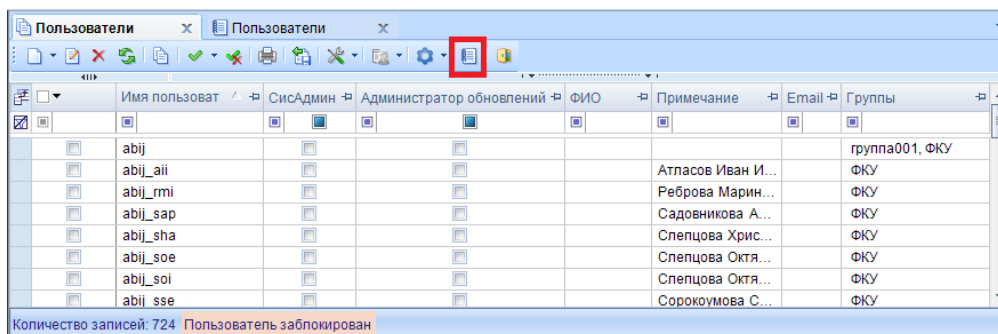 Пользователи x Пользователи x
Имя пользоват СисАдмин Администратор обновлений ФИО Примечание Email Группы
abij группа001, ФКУ
abij_aii Атласов Иван И... ФКУ
abij_rmi Реброва Марин... ФКУ
abij_sap Садовникова А... ФКУ
abij_sha Слепцова Хрис... ФКУ
abij_soe Слепцова Октя... ФКУ
abij_soi Слепцова Октя... ФКУ
abij_sse Сорокоумова С... ФКУ
Количество записей: 724 Пользователь заблокирован